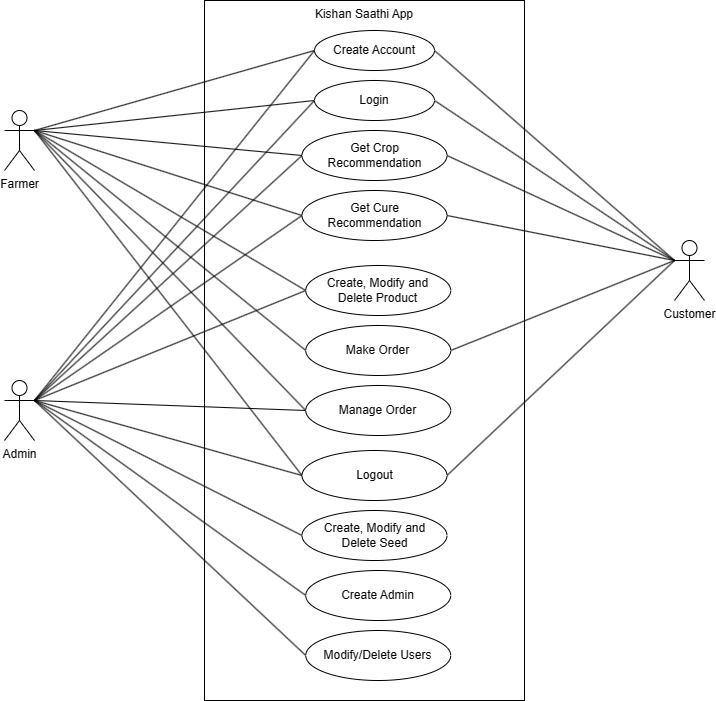 Kishan Saathi App
Create Account
Login
Get Crop
Recommendation
Farmer
Get Cure
Recommendation
Create, Modify and
Delete Product
Customer
Make Order
Manage Order
Admin
Logout
Create, Modify and
Delete Seed
Create Admin
Modify/Delete Users